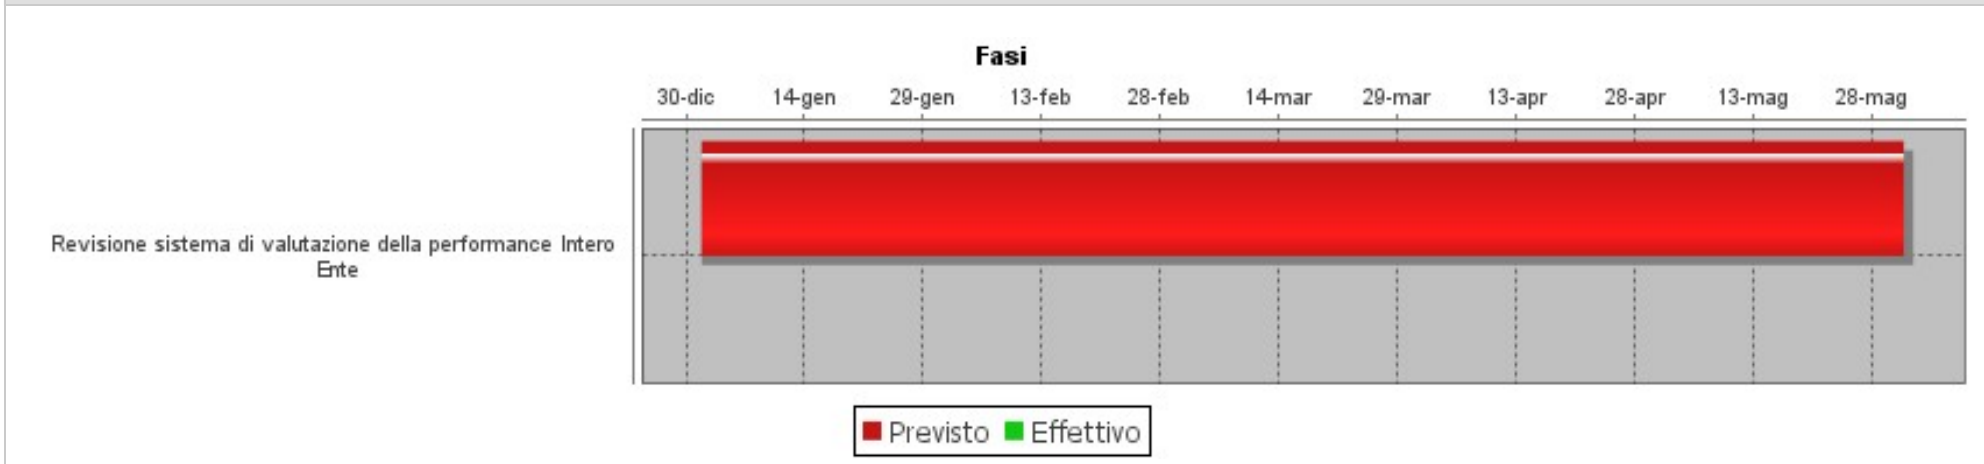 Fasi
30-dic 14-gen 29-gen 13-feb 28-feb 14-mar 29-mar 13-apr 28-apr 13-mag 28-mag
Revisione sistema di valutazione della performance Intero
Ente
Previsto Effettivo